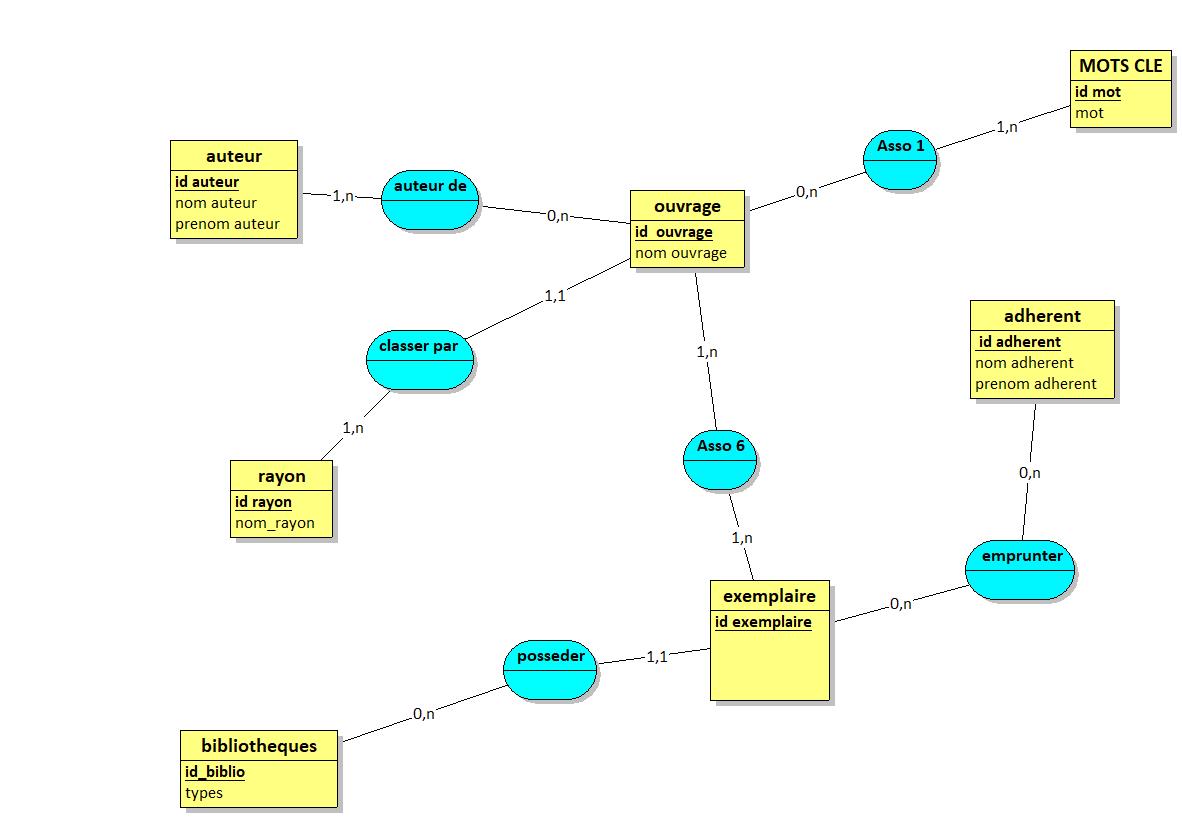 MOTS CLE
id mot
mot
1,n
Asso 1
0,n
auteur
id auteur
nom auteur
prenom auteur
1,n
auteur de
0,n
ouvrage
id_ouvrage
nom ouvrage
1,1
classer par
1,n
rayon
id rayon
nom_rayon
1,n
Asso 6
1,n
adherent
id adherent
nom adherent
prenom adherent
0,n
emprunter
0,n
exemplaire
id exemplaire
1,1
posseder
0,n
bibliotheques
id_biblio
types